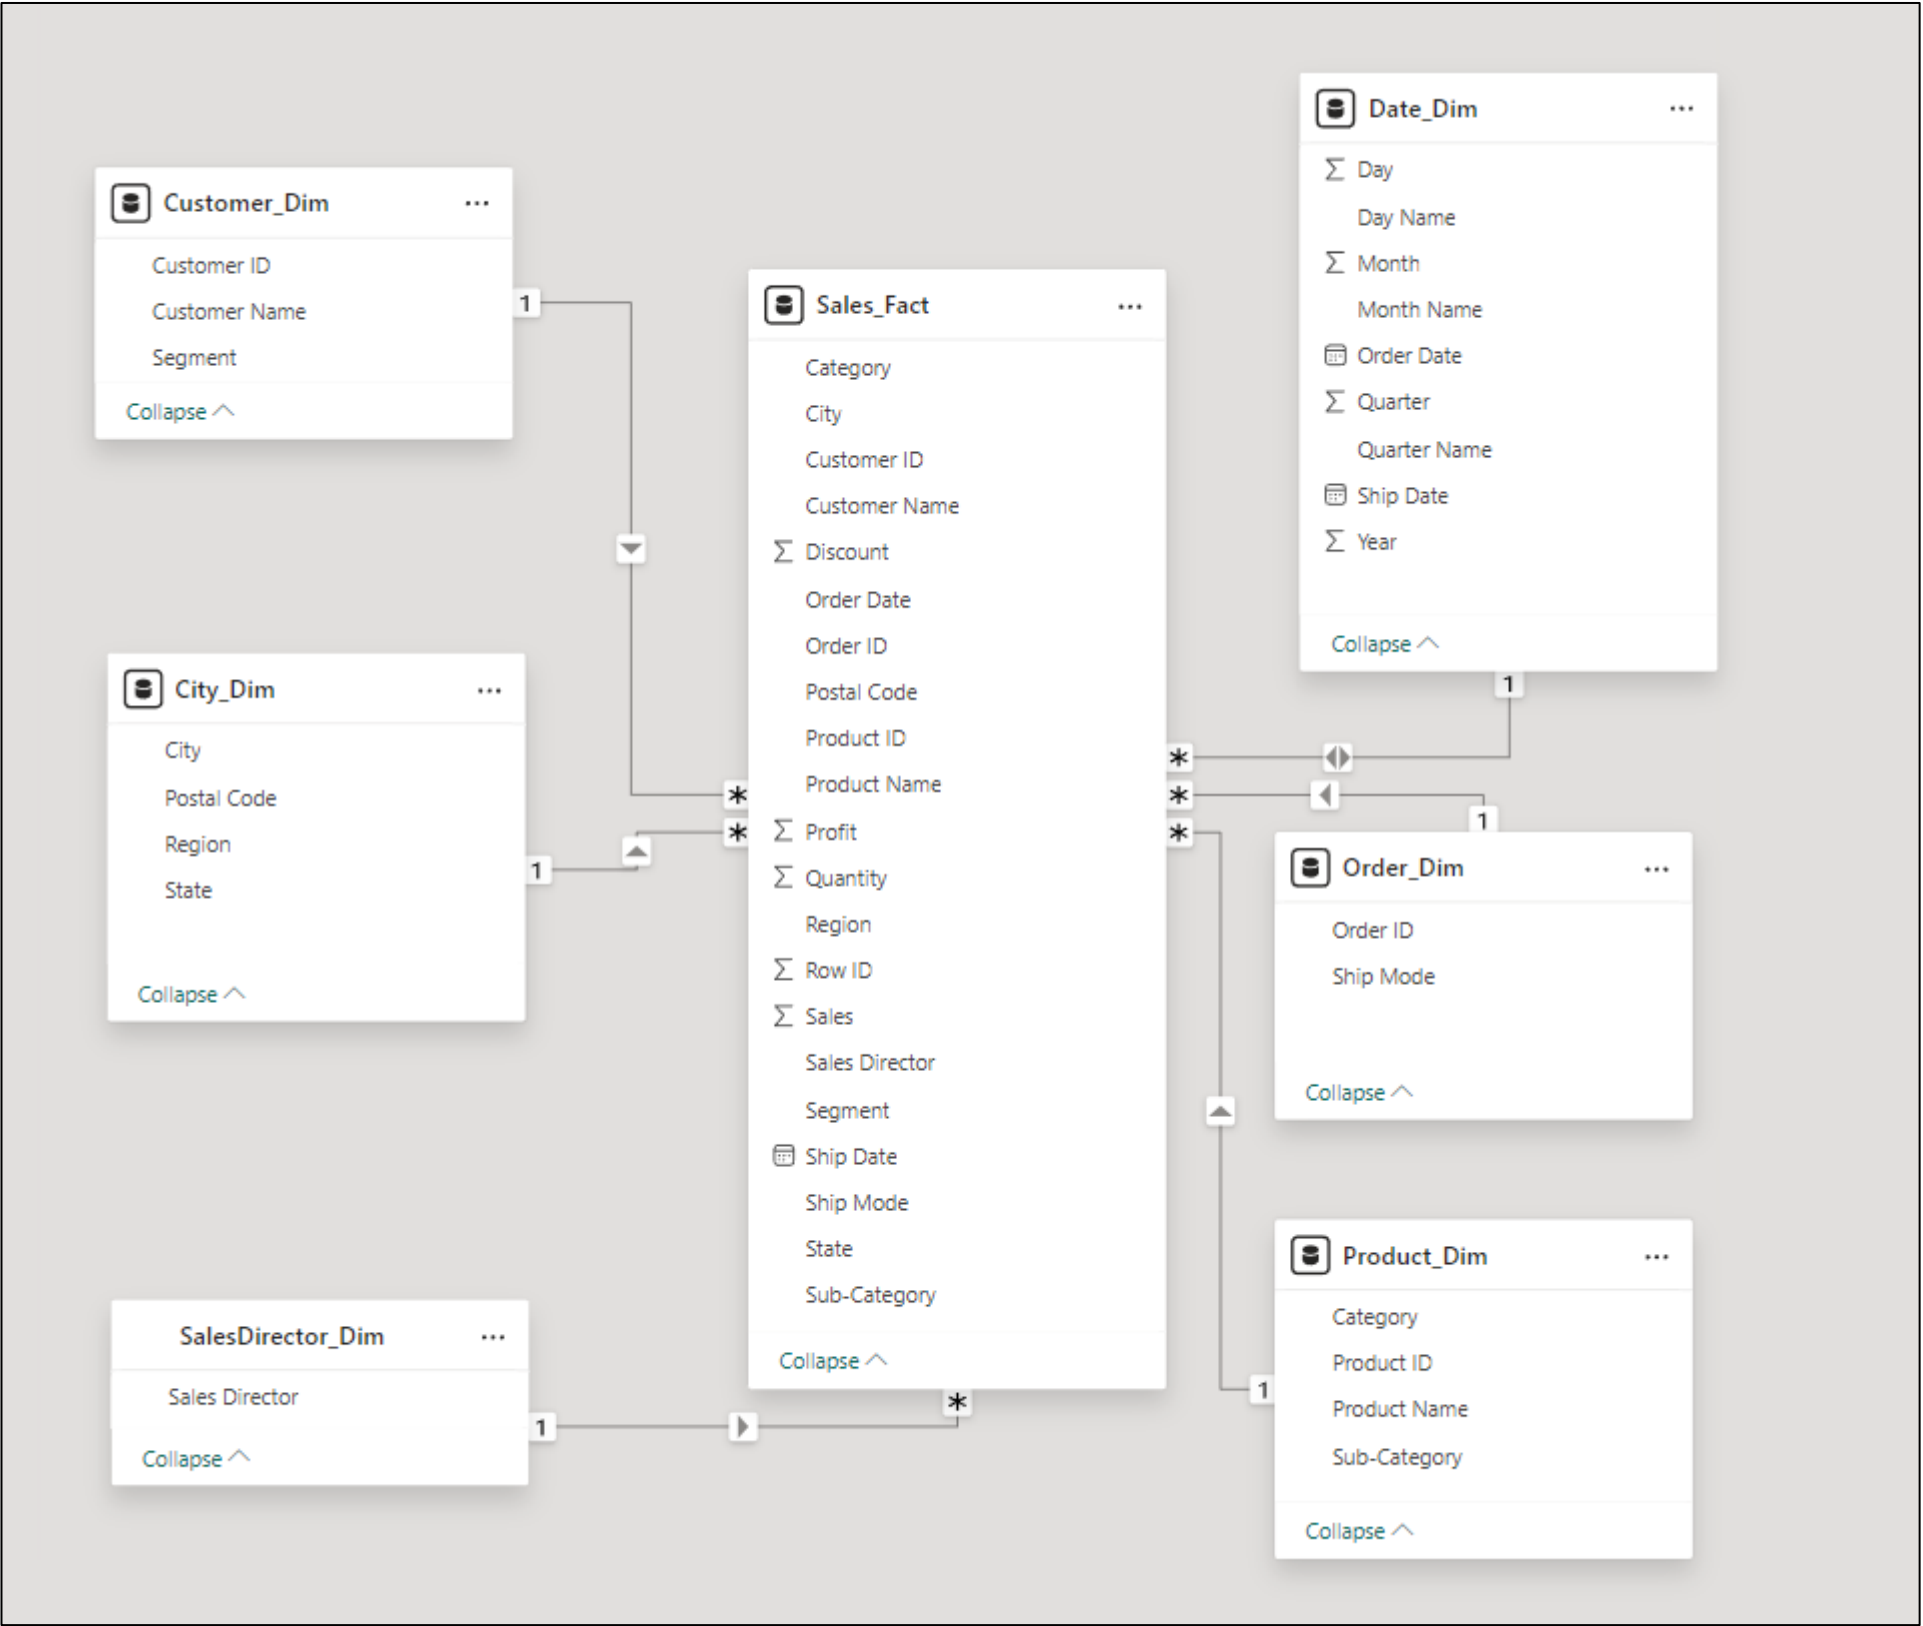 Customer_Dim ...
Customer ID
Customer Name
Segment
Collapse
1
City_Dim ...
City
Postal Code
Region
State
Collapse
1
SalesDirector_Dim ...
Sales Director
Collapse
1
Sales_Fact ...
Category
City
Customer ID
Customer Name
Σ Discount
Order Date
Order ID
Postal Code
Product ID
Product Name
Σ Profit
Σ Quantity
Region
Σ Row ID
Σ Sales
Sales Director
Segment
Ship Date
Ship Mode
State
Sub-Category
Collapse
*
*
*
*
*
*
Date_Dim ...
Σ Day
Day Name
Σ Month
Month Name
Order Date
Σ Quarter
Quarter Name
Ship Date
Σ Year
Collapse
1
1
Order_Dim ...
Order ID
Ship Mode
Collapse
Product_Dim ...
Category
Product ID
1
Product Name
Sub-Category
Collapse